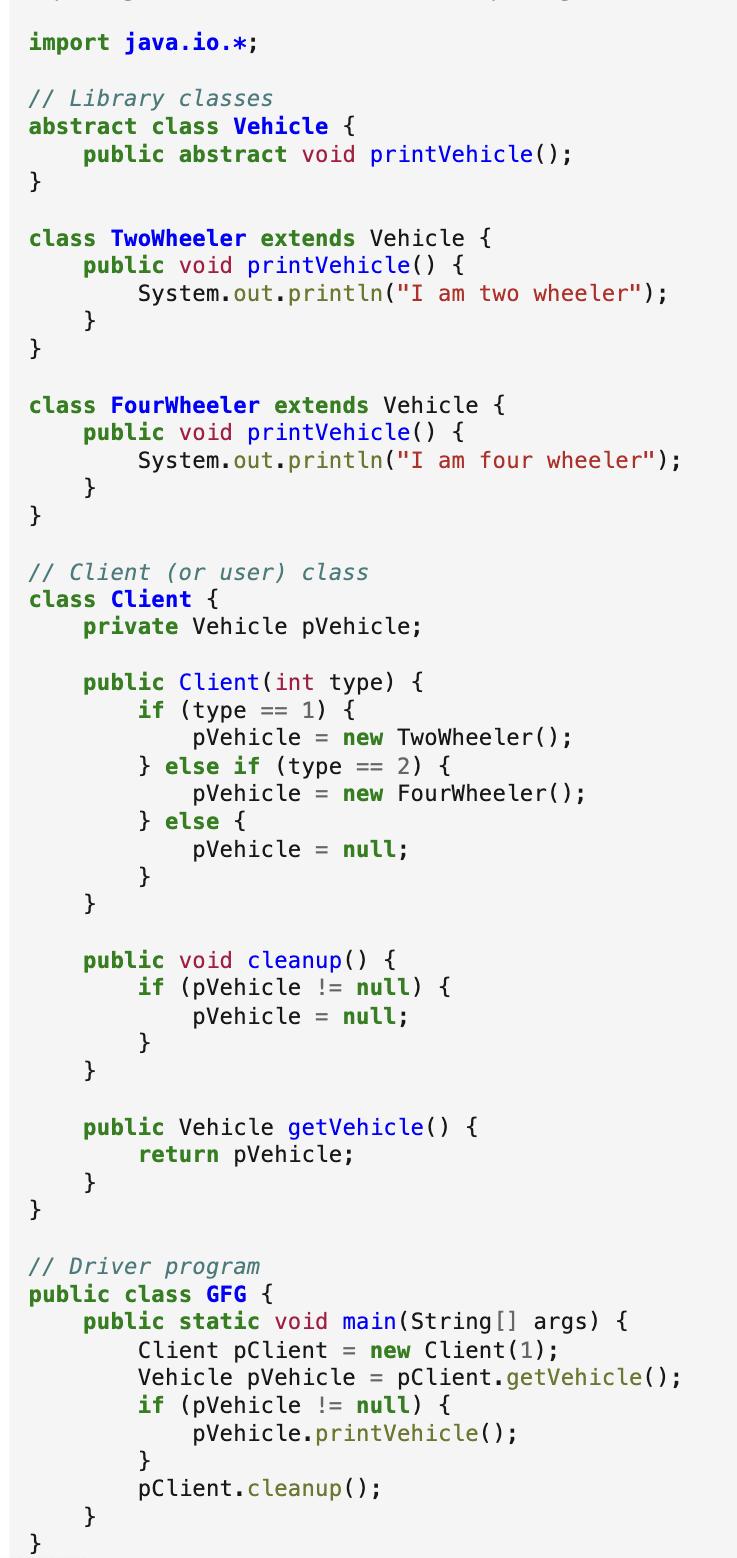 import java.io.*;

// Library classes
abstract class Vehicle {
    public abstract void printVehicle();
}

class TwoWheeler extends Vehicle {
    public void printVehicle() {
        System.out.println("I am two wheeler");
    }
}

class FourWheeler extends Vehicle {
    public void printVehicle() {
        System.out.println("I am four wheeler");
    }
}

// Client (or user) class
class Client {
    private Vehicle pVehicle;

    public Client(int type) {
        if (type == 1) {
            pVehicle = new TwoWheeler();
        } else if (type == 2) {
            pVehicle = new FourWheeler();
        } else {
            pVehicle = null;
        }
    }

    public void cleanup() {
        if (pVehicle != null) {
            pVehicle = null;
        }
    }

    public Vehicle getVehicle() {
        return pVehicle;
    }
}

// Driver program
public class GFG {
    public static void main(String[] args) {
        Client pClient = new Client(1);
        Vehicle pVehicle = pClient.getVehicle();
        if (pVehicle != null) {
            pVehicle.printVehicle();
        }
        pClient.cleanup();
    }
}